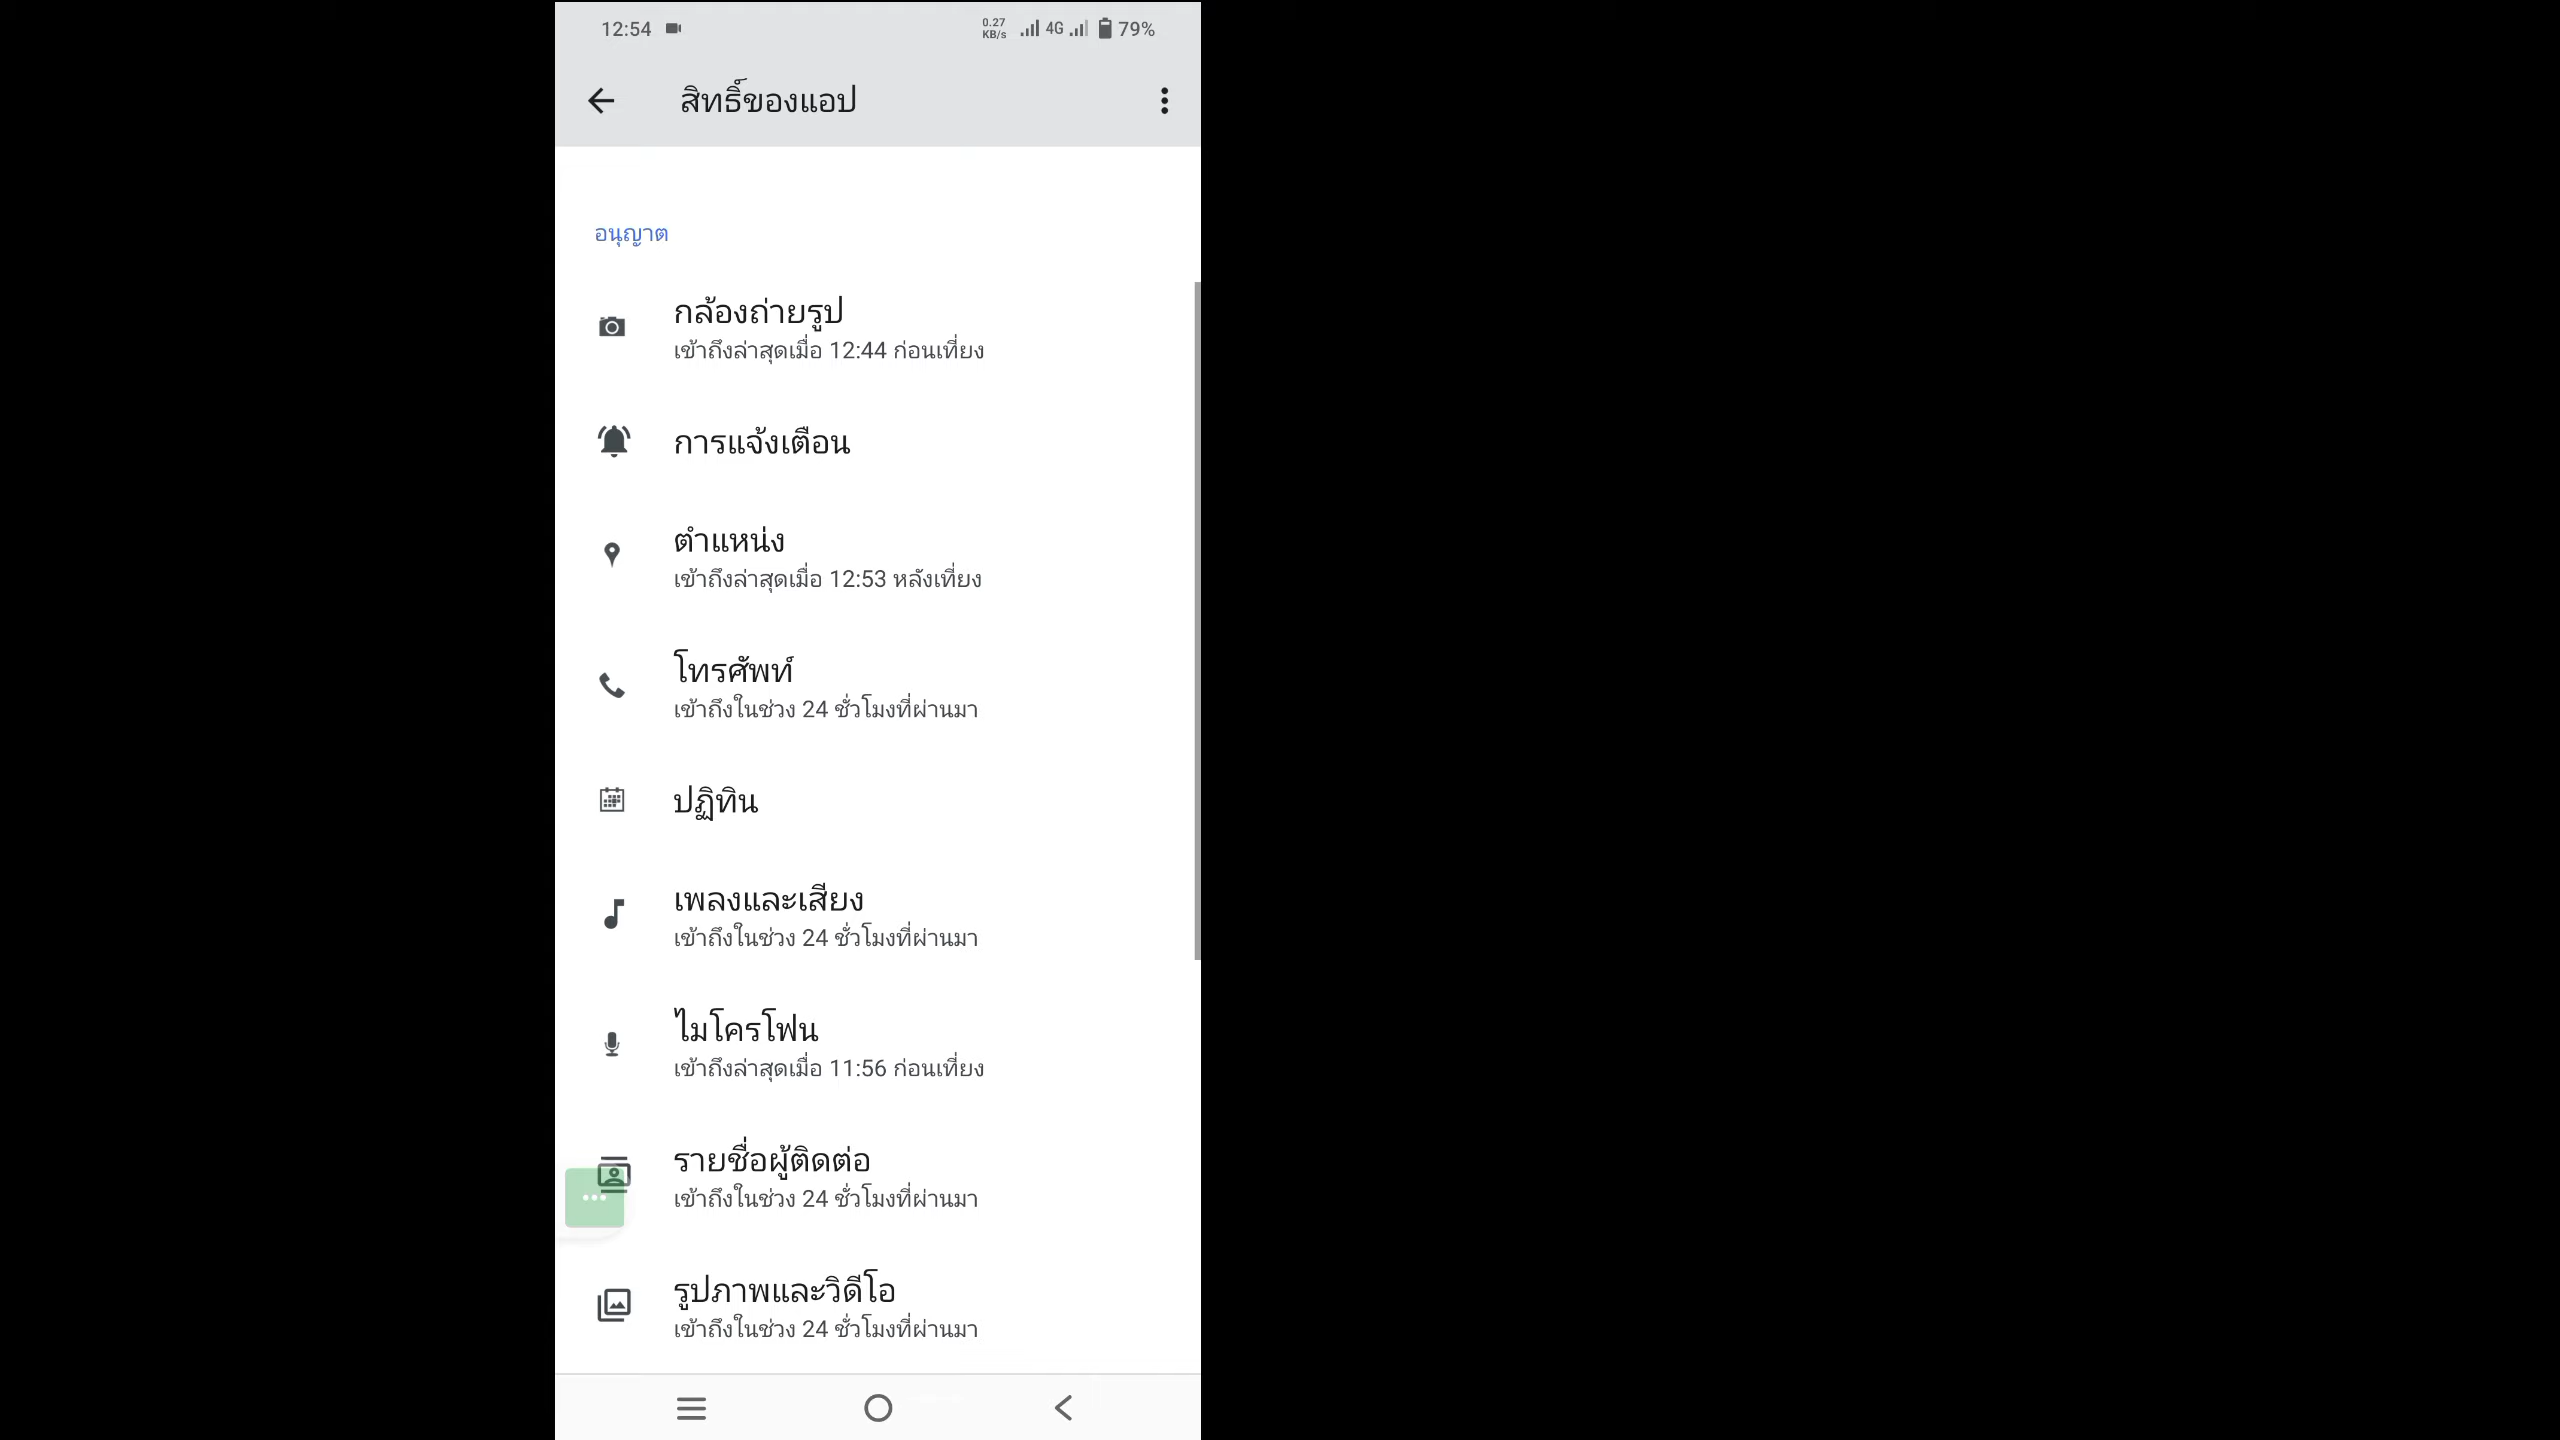 12:54
0.27 KB/s 4G 79%
สิทธิ์ของแอป
อนุญาต
กล้องถ่ายรูป
เข้าถึงล่าสุดเมื่อ 12:44 ก่อนเที่ยง
การแจ้งเตือน
ตำแหน่ง
เข้าถึงล่าสุดเมื่อ 12:53 หลังเที่ยง
โทรศัพท์
เข้าถึงในช่วง 24 ชั่วโมงที่ผ่านมา
ปฏิทิน
เพลงและเสียง
เข้าถึงในช่วง 24 ชั่วโมงที่ผ่านมา
ไมโครโฟน
เข้าถึงล่าสุดเมื่อ 11:56 ก่อนเที่ยง
รายชื่อผู้ติดต่อ
เข้าถึงในช่วง 24 ชั่วโมงที่ผ่านมา
รูปภาพและวิดีโอ
เข้าถึงในช่วง 24 ชั่วโมงที่ผ่านมา